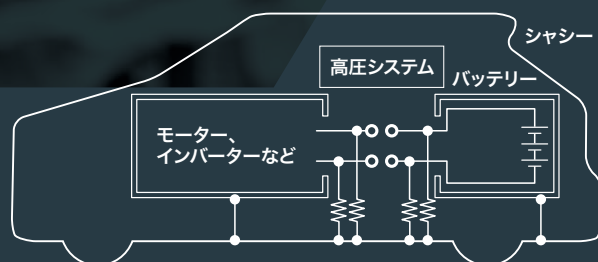 シャシー
高圧システム
バッテリー
モーター、
インバーターなど